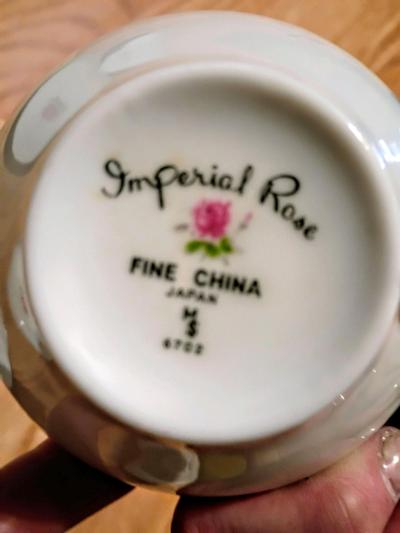 Imperial Rose
FINE CHINA
JAPAN
M
S
6702